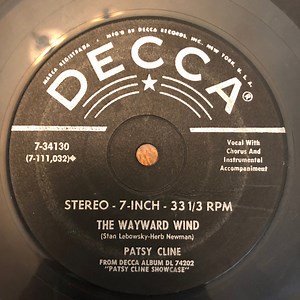 MARCA REGISTRADA • MFG'D BY DECCA RECORDS, INC., NEW YORK, U.S.A.
DECCA®
7-34130
(7-111,032)◆
Vocal With
Chorus And
Instrumental
Accompaniment
STEREO - 7-INCH - 33 1/3 RPM
THE WAYWARD WIND
(Stan Lebowsky-Herb Newman)
PATSY CLINE
FROM DECCA ALBUM DL 74202
"PATSY CLINE SHOWCASE"